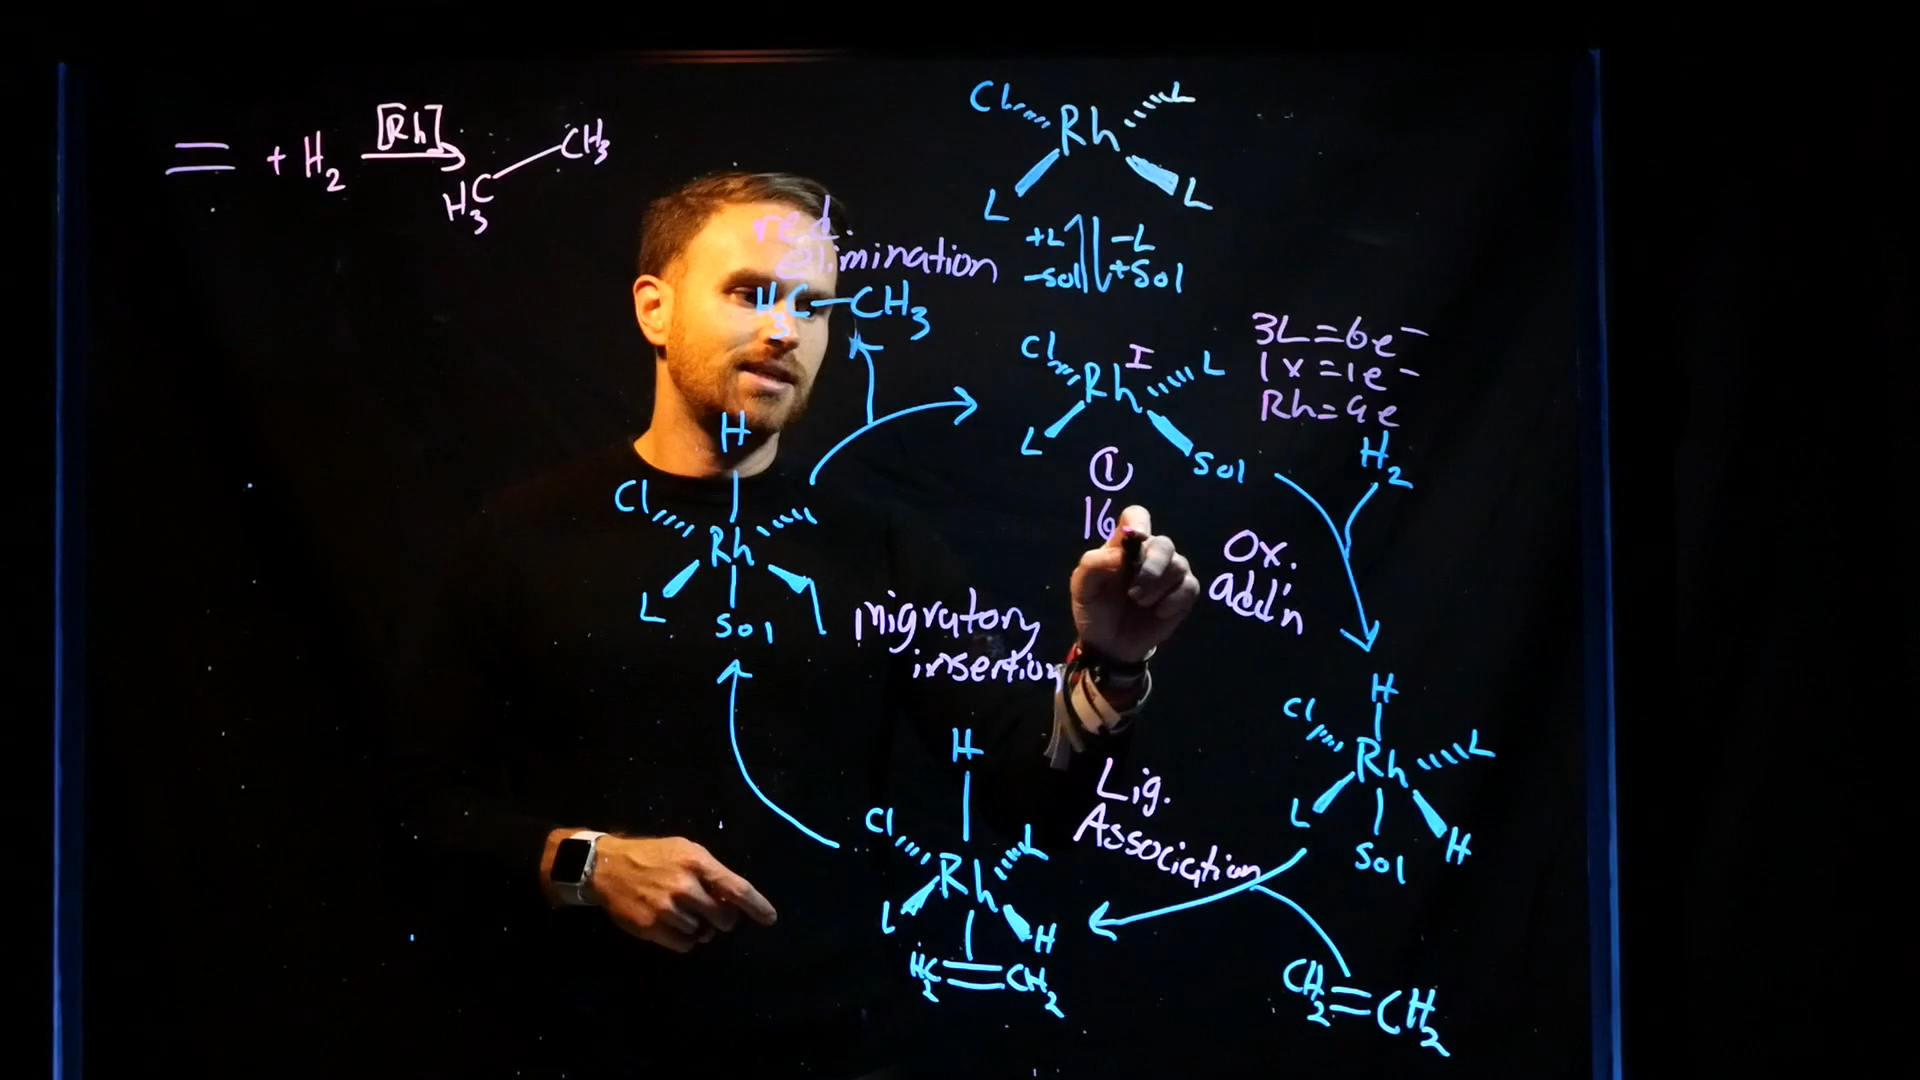 = + H2 [Rh] → H3C—CH3
Cl Rh L
L L
+L -L
-Sol +Sol
red.
elimination
H3C—CH3
Cl Rh I L
L Sol
3L=6e-
1x=1e-
Rh=9e
H2
①
16
Ox.
add'n
H
Cl Rh
L Sol
migratory
insertion
H
Cl Rh L
L Sol H
Lig.
Association
H
Cl Rh L
L H
H2C=CH2
CH2=CH2